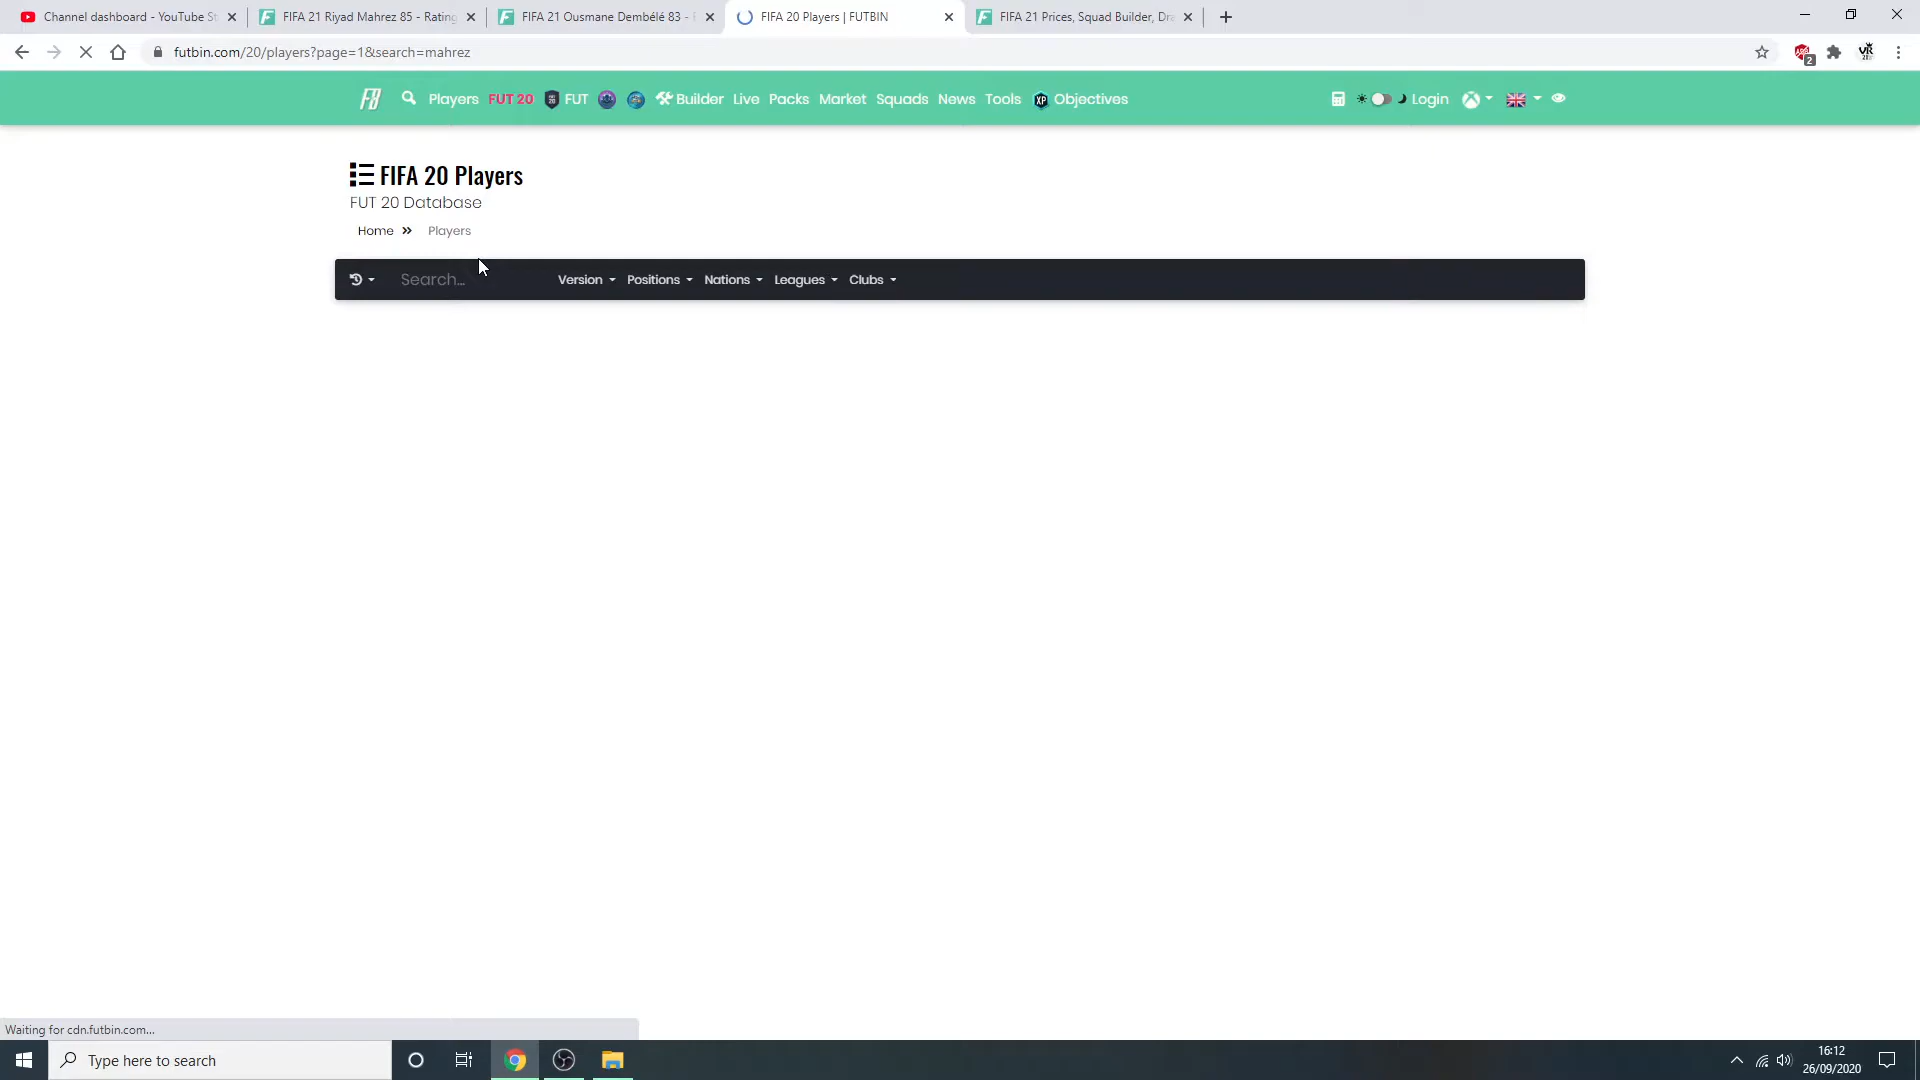 Channel dashboard - YouTube St
FIFA 21 Riyad Mahrez 85 - Rating
FIFA 21 Ousmane Dembélé 83 -
FIFA 20 Players | FUTBIN
FIFA 21 Prices, Squad Builder, Dra
futbin.com/20/players?page=1&search=mahrez
2
Players FUT 20 FUT Builder Live Packs Market Squads News Tools XP Objectives Login
FIFA 20 Players
FUT 20 Database
Home » Players
Search... Version Positions Nations Leagues Clubs
Waiting for cdn.futbin.com...
Type here to search
16:12
26/09/2020